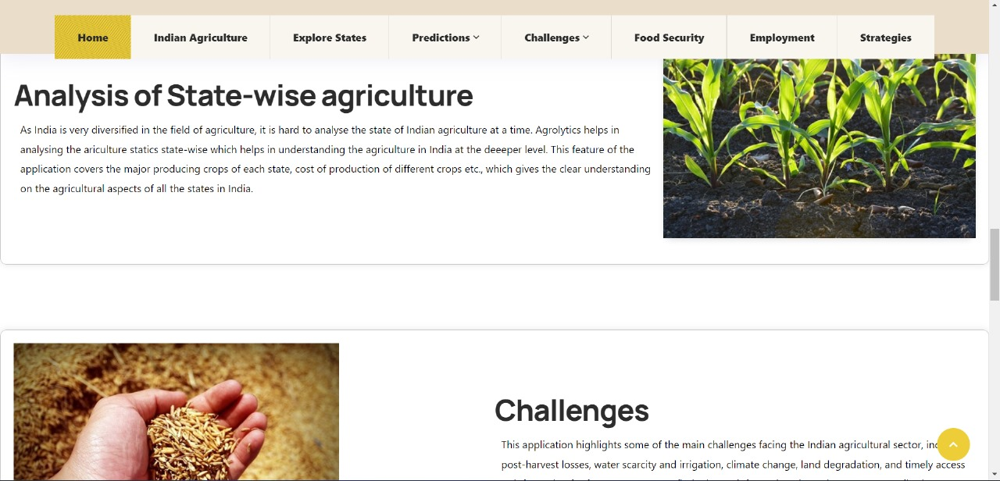 Home Indian Agriculture Explore States Predictions Challenges Food Security Employment Strategies
Analysis of State-wise agriculture
As India is very diversified in the field of agriculture, it is hard to analyse the state of Indian agriculture at a time. Agrolytics helps in
analysing the ariculture statics state-wise which helps in understanding the agriculture in India at the deeeper level. This feature of the
application covers the major producing crops of each state, cost of production of different crops etc., which gives the clear understanding
on the agricultural aspects of all the states in India.
Challenges
This application highlights some of the main challenges facing the Indian agricultural sector,
post-harvest losses, water scarcity and irrigation, climate change, land degradation, and timely access